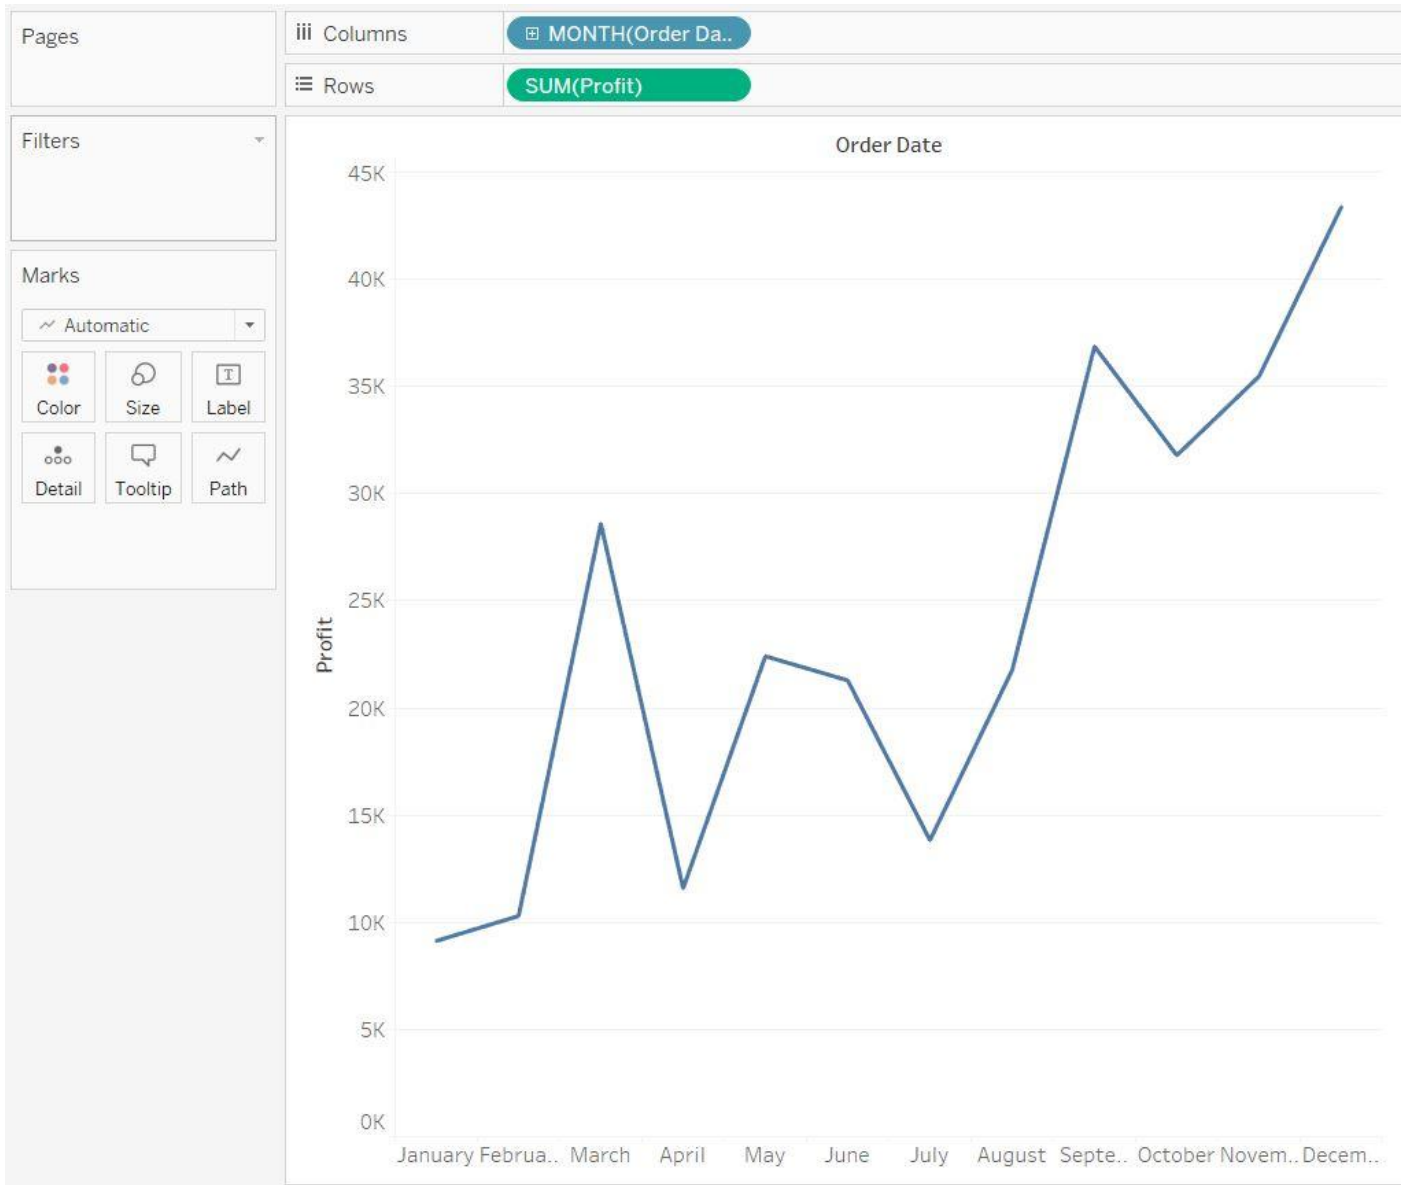 Pages
Columns
MONTH(Order Da..
Rows
SUM(Profit)
Filters
Marks
Automatic
Color Size Label
T
Detail Tooltip Path
Order Date
45K
40K
35K
30K
25K
20K
15K
10K
5K
0K
Profit
January Februa.. March April May June July August Septe.. October Novem.. Decem..